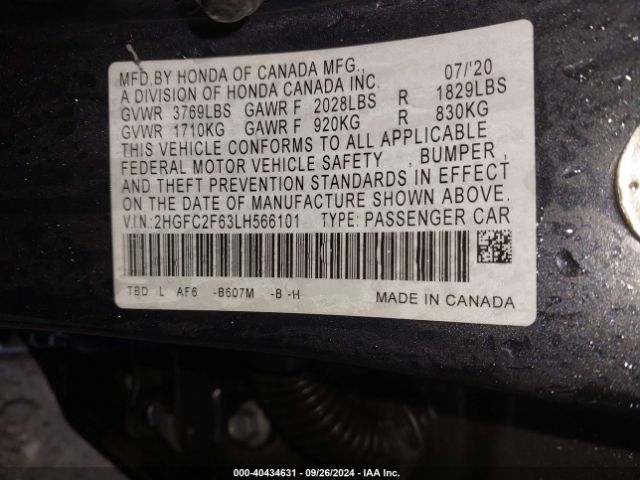 MFD.BY HONDA OF CANADA MFG., 07/'20
A DIVISION OF HONDA CANADA INC.
GVWR 3769LBS GAWR F 2028LBS R 1829LBS
GVWR 1710KG GAWR F 920KG R 830KG
THIS VEHICLE CONFORMS TO ALL APPLICABLE
FEDERAL MOTOR VEHICLE SAFETY , BUMPER ,
AND THEFT PREVENTION STANDARDS IN EFFECT
ON THE DATE OF MANUFACTURE SHOWN ABOVE.
V.I.N.:2HGFC2F63LH566101 TYPE: PASSENGER CAR
TBD L AF6 -B607M -B -H MADE IN CANADA
000-40434631 - 09/26/2024 - IAA Inc.